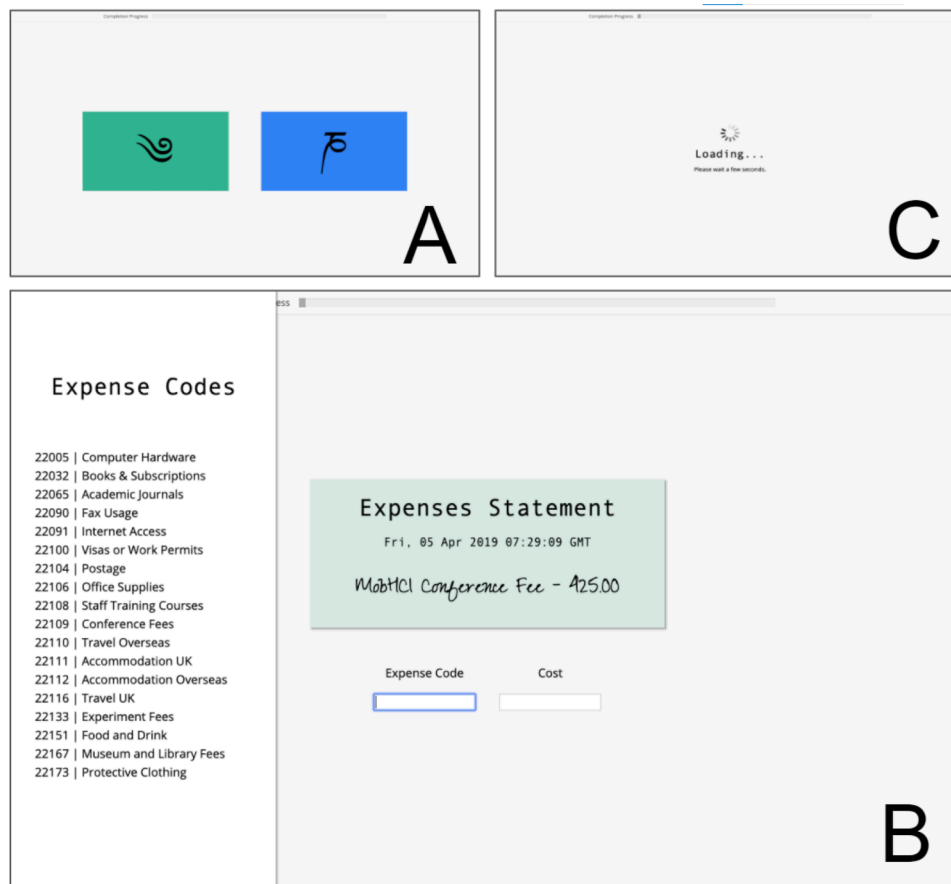 Completion Progress
A
Completion Progress
Loading...
Please wait a few seconds.
C
ess
Expense Codes
22005 | Computer Hardware
22032 | Books & Subscriptions
22065 | Academic Journals
22090 | Fax Usage
22091 | Internet Access
22100 | Visas or Work Permits
22104 | Postage
22106 | Office Supplies
22108 | Staff Training Courses
22109 | Conference Fees
22110 | Travel Overseas
22111 | Accommodation UK
22112 | Accommodation Overseas
22116 | Travel UK
22133 | Experiment Fees
22151 | Food and Drink
22167 | Museum and Library Fees
22173 | Protective Clothing
Expenses Statement
Fri, 05 Apr 2019 07:29:09 GMT
MobHCI Conference Fee - 425.00
Expense Code Cost
B